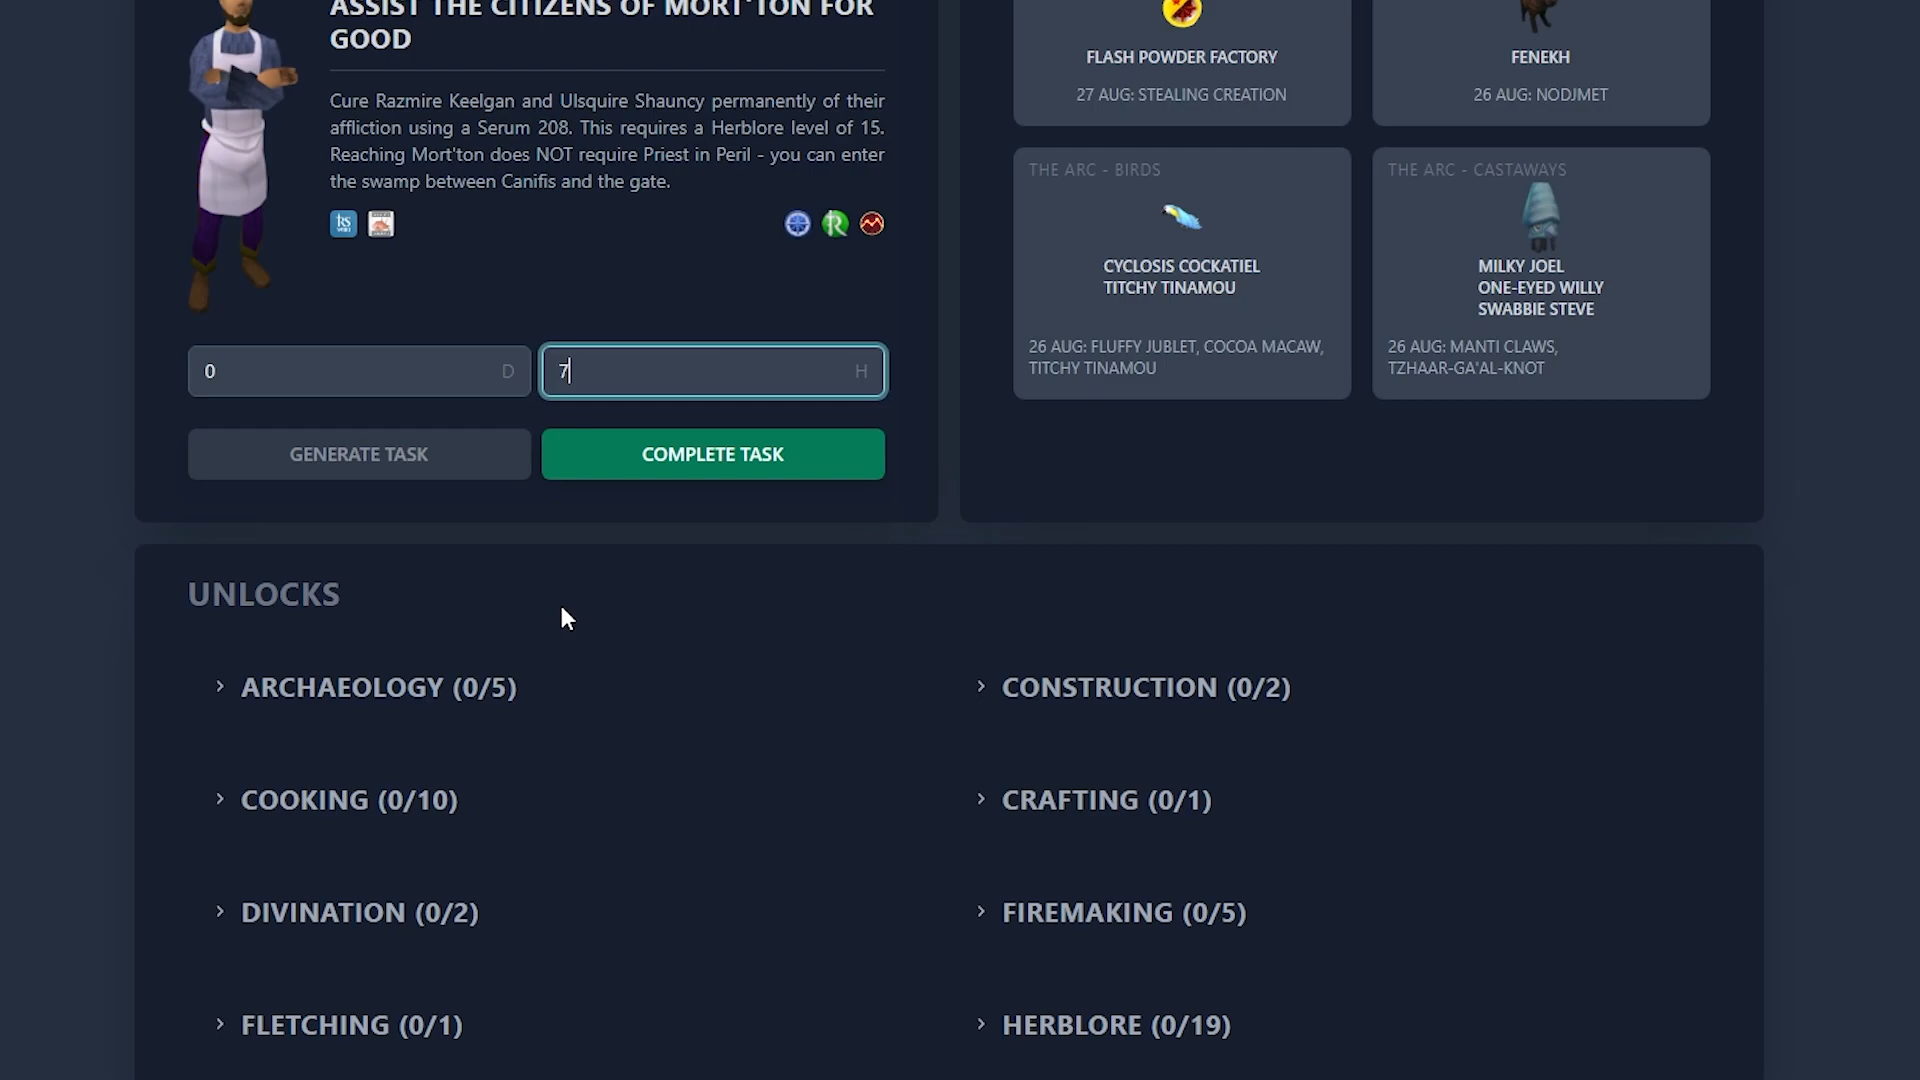 ASSIST THE CITIZENS OF MORT'TON FOR
GOOD
Cure Razmire Keelgan and Ulsquire Shauncy permanently of their
affliction using a Serum 208. This requires a Herblore level of 15.
Reaching Mort'ton does NOT require Priest in Peril - you can enter
the swamp between Canifis and the gate.
0 D
7 H
GENERATE TASK
COMPLETE TASK
FLASH POWDER FACTORY
27 AUG: STEALING CREATION
FENEKH
26 AUG: NODJMET
THE ARC - BIRDS
CYCLOSIS COCKATIEL
TITCHY TINAMOU
26 AUG: FLUFFY JUBLET, COCOA MACAW,
TITCHY TINAMOU
THE ARC - CASTAWAYS
MILKY JOEL
ONE-EYED WILLY
SWABBIE STEVE
26 AUG: MANTI CLAWS,
TZHAAR-GA'AL-KNOT
UNLOCKS
ARCHAEOLOGY (0/5)
CONSTRUCTION (0/2)
COOKING (0/10)
CRAFTING (0/1)
DIVINATION (0/2)
FIREMAKING (0/5)
FLETCHING (0/1)
HERBLORE (0/19)